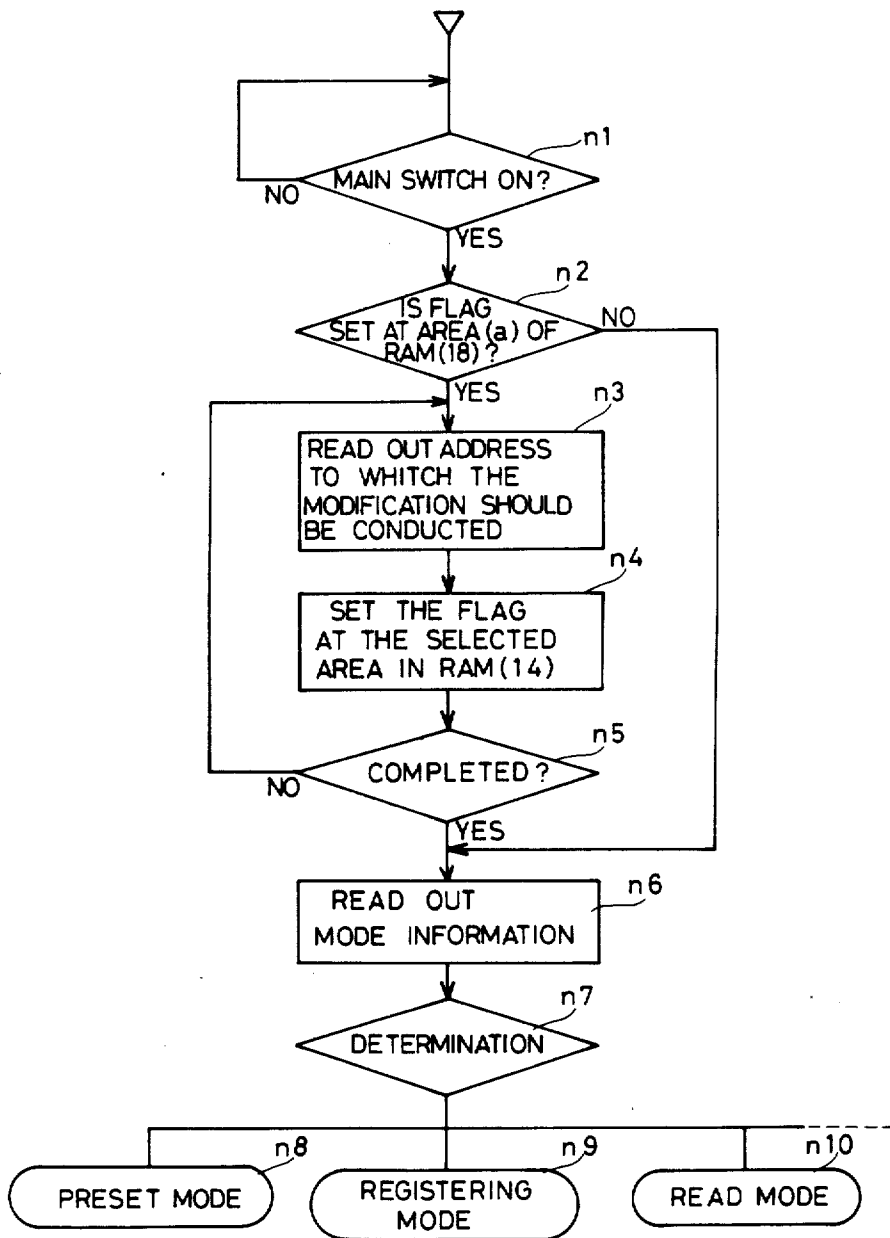 n1
MAIN SWITCH ON?
NO
YES
n2
IS FLAG
SET AT AREA (a) OF
RAM(18)?
NO
YES
n3
READ OUT ADDRESS
TO WHITCH THE
MODIFICATION SHOULD
BE CONDUCTED
n4
SET THE FLAG
AT THE SELECTED
AREA IN RAM(14)
n5
COMPLETED?
NO
YES
n6
READ OUT
MODE INFORMATION
n7
DETERMINATION
n8
PRESET MODE
n9
REGISTERING
MODE
n10
READ MODE